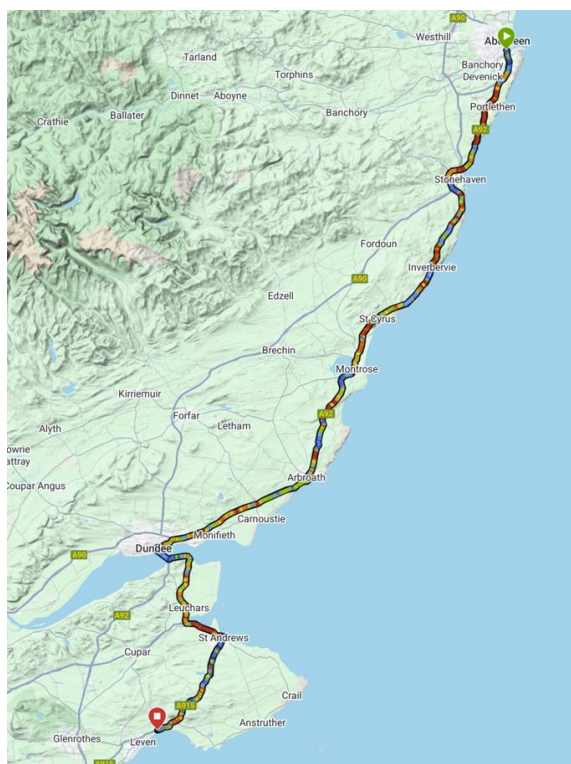 A90
Westhill
Aberdeen
Tarland
Banchory
Devenick
Torphins
Dinnet
Aboyne
Portlethen
Banchory
Ballater
Crathie
A92
Stonehaven
Fordoun
Inverbervie
A90
Edzell
St Cyrus
Brechin
Montrose
Kirriemuir
A92
Forfar
Letham
Alyth
owrie
attray
Arbroath
Coupar Angus
Carnoustie
Monifieth
Dundee
A90
Leuchars
A92
St Andrews
Cupar
Crail
A915
Anstruther
Glenrothes
Leven
A915